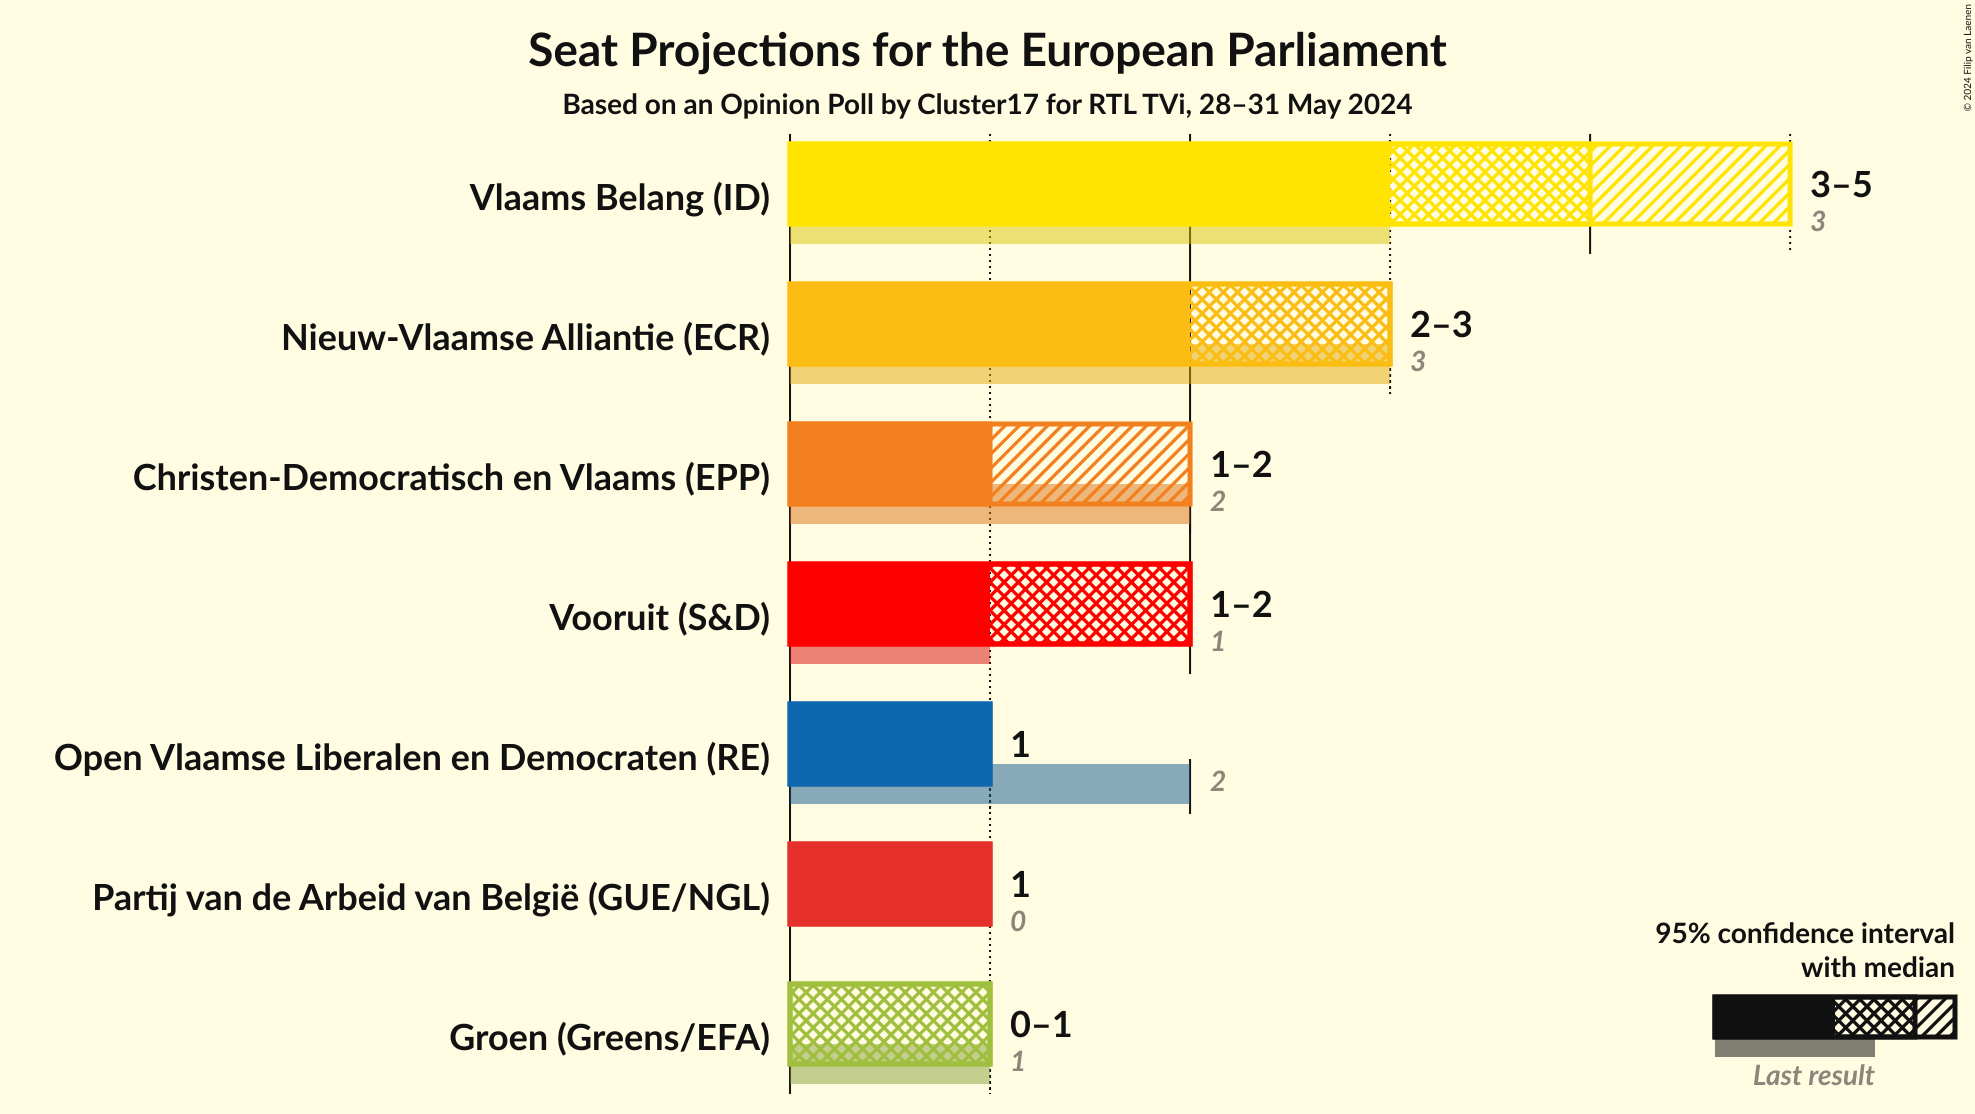 Seat Projections for the European Parliament
Based on an Opinion Poll by Cluster17 for RTL TVi, 28–31 May 2024
© 2024 Filip van Laenen
Vlaams Belang (ID)
3–5
3
Nieuw-Vlaamse Alliantie (ECR)
2–3
3
Christen-Democratisch en Vlaams (EPP)
1–2
2
Vooruit (S&D)
1–2
1
Open Vlaamse Liberalen en Democraten (RE)
1
2
Partij van de Arbeid van België (GUE/NGL)
1
0
Groen (Greens/EFA)
0–1
1
95% confidence interval
with median
Last result